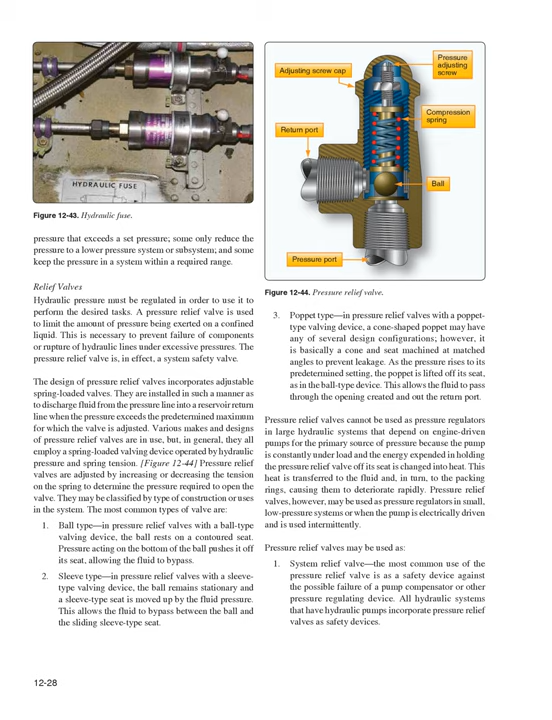 HYDRAULIC FUSE
Figure 12-43. Hydraulic fuse.
pressure that exceeds a set pressure; some only reduce the
pressure to a lower pressure system or subsystem; and some
keep the pressure in a system within a required range.
Relief Valves
Hydraulic pressure must be regulated in order to use it to
perform the desired tasks. A pressure relief valve is used
to limit the amount of pressure being exerted on a confined
liquid. This is necessary to prevent failure of components
or rupture of hydraulic lines under excessive pressures. The
pressure relief valve is, in effect, a system safety valve.
The design of pressure relief valves incorporates adjustable
spring-loaded valves. They are installed in such a manner as
to discharge fluid from the pressure line into a reservoir return
line when the pressure exceeds the predetermined maximum
for which the valve is adjusted. Various makes and designs
of pressure relief valves are in use, but, in general, they all
employ a spring-loaded valving device operated by hydraulic
pressure and spring tension. [Figure 12-44] Pressure relief
valves are adjusted by increasing or decreasing the tension
on the spring to determine the pressure required to open the
valve. They may be classified by type of construction or uses
in the system. The most common types of valve are:
1. Ball type—in pressure relief valves with a ball-type
valving device, the ball rests on a contoured seat.
Pressure acting on the bottom of the ball pushes it off
its seat, allowing the fluid to bypass.
2. Sleeve type—in pressure relief valves with a sleeve-
type valving device, the ball remains stationary and
a sleeve-type seat is moved up by the fluid pressure.
This allows the fluid to bypass between the ball and
the sliding sleeve-type seat.
Adjusting screw cap
Pressure
adjusting
screw
Compression
spring
Return port
Ball
Pressure port
Figure 12-44. Pressure relief valve.
3. Poppet type—in pressure relief valves with a poppet-
type valving device, a cone-shaped poppet may have
any of several design configurations; however, it
is basically a cone and seat machined at matched
angles to prevent leakage. As the pressure rises to its
predetermined setting, the poppet is lifted off its seat,
as in the ball-type device. This allows the fluid to pass
through the opening created and out the return port.
Pressure relief valves cannot be used as pressure regulators
in large hydraulic systems that depend on engine-driven
pumps for the primary source of pressure because the pump
is constantly under load and the energy expended in holding
the pressure relief valve off its seat is changed into heat. This
heat is transferred to the fluid and, in turn, to the packing
rings, causing them to deteriorate rapidly. Pressure relief
valves, however, may be used as pressure regulators in small,
low-pressure systems or when the pump is electrically driven
and is used intermittently.
Pressure relief valves may be used as:
1. System relief valve—the most common use of the
pressure relief valve is as a safety device against
the possible failure of a pump compensator or other
pressure regulating device. All hydraulic systems
that have hydraulic pumps incorporate pressure relief
valves as safety devices.
12-28